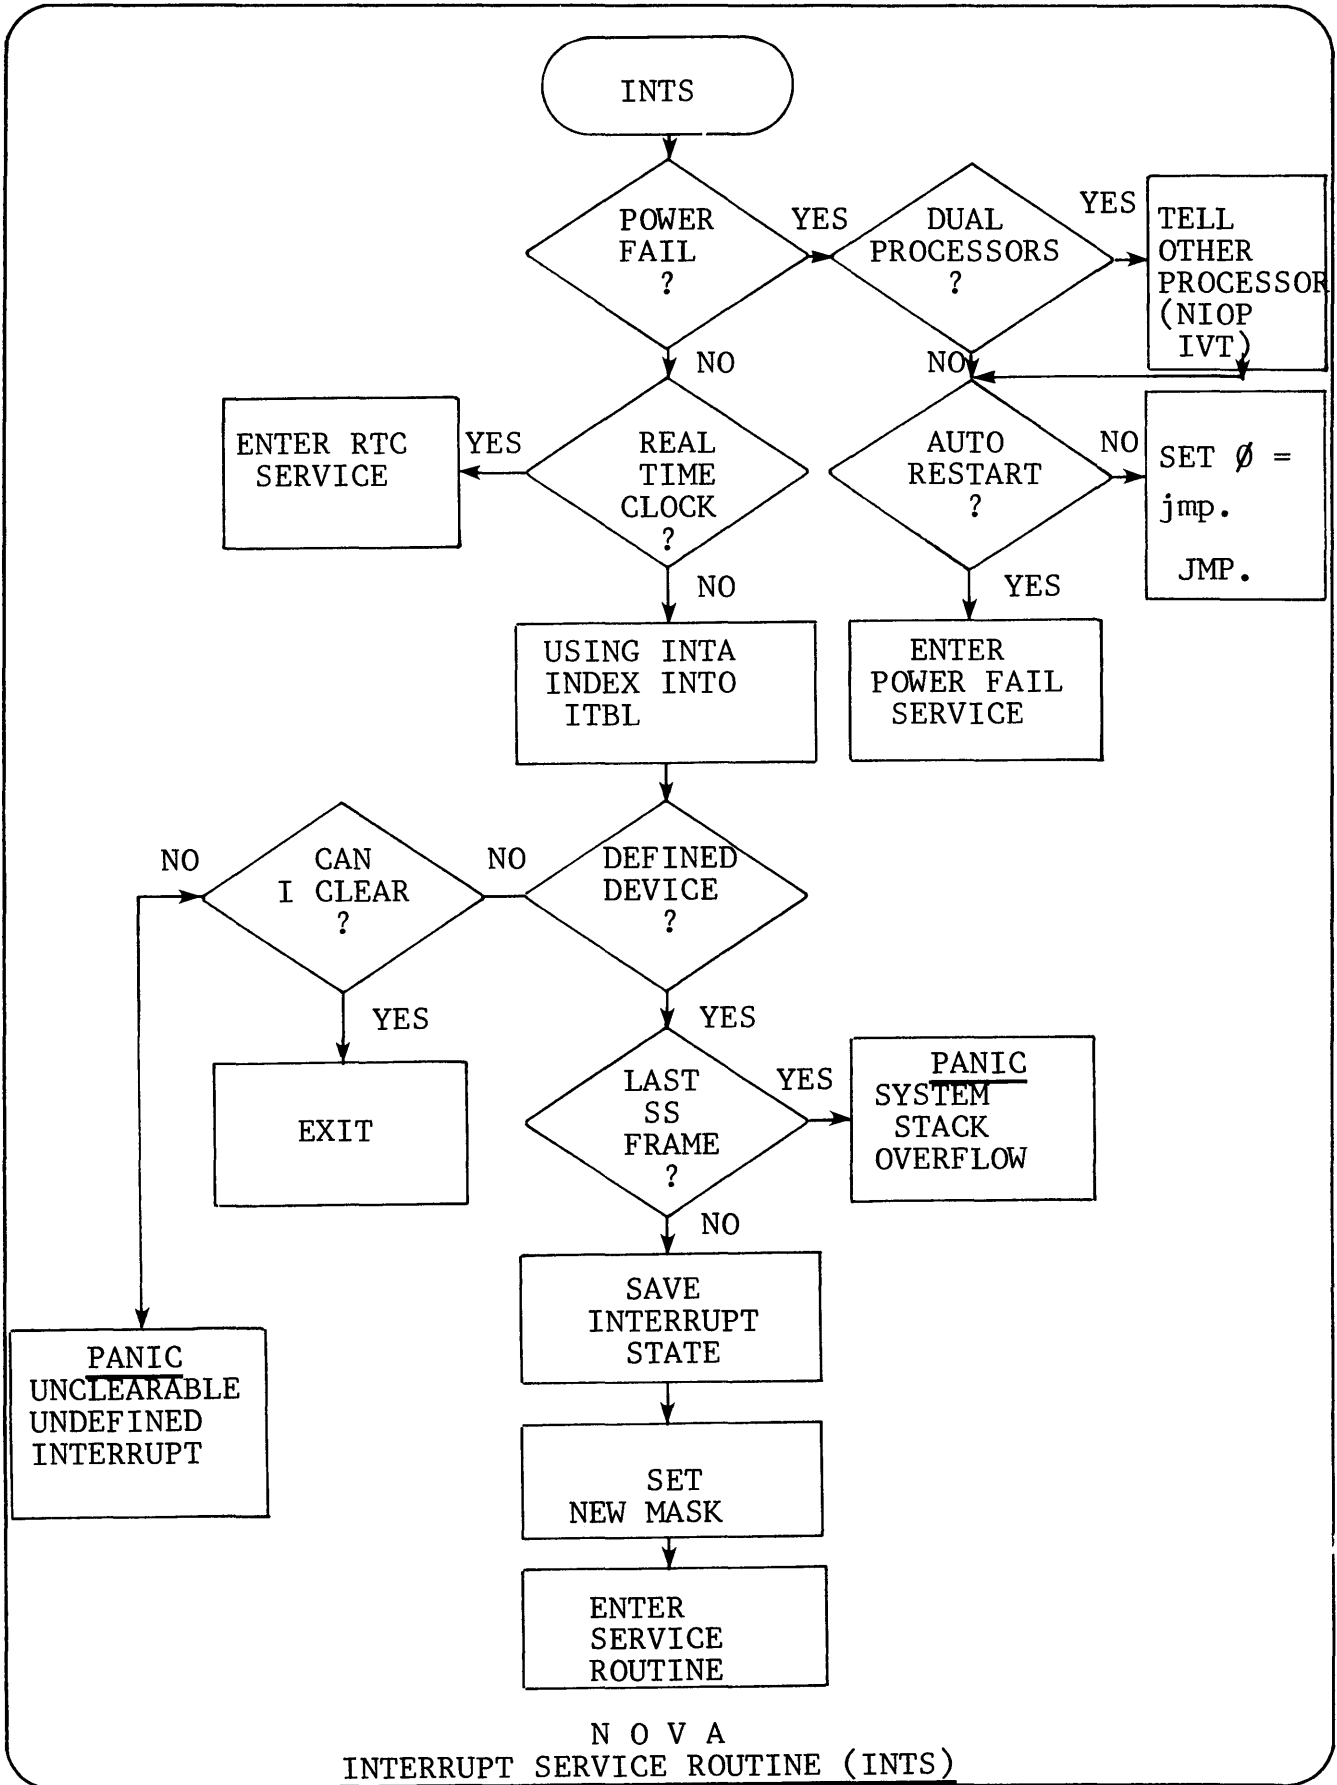 INTS
POWER
FAIL
?
YES
DUAL
PROCESSORS
?
YES
TELL
OTHER
PROCESSOR
(NIOP
IVT)
NO
NO
ENTER RTC
SERVICE
YES
REAL
TIME
CLOCK
?
AUTO
RESTART
?
NO
SET Ø =
jmp.
JMP.
NO
YES
USING INTA
INDEX INTO
ITBL
ENTER
POWER FAIL
SERVICE
NO
CAN
I CLEAR
?
NO
DEFINED
DEVICE
?
YES
YES
EXIT
LAST
SS
FRAME
?
YES
PANIC
SYSTEM
STACK
OVERFLOW
NO
SAVE
INTERRUPT
STATE
PANIC
UNCLEARABLE
UNDEFINED
INTERRUPT
SET
NEW MASK
ENTER
SERVICE
ROUTINE
N O V A
INTERRUPT SERVICE ROUTINE (INTS)